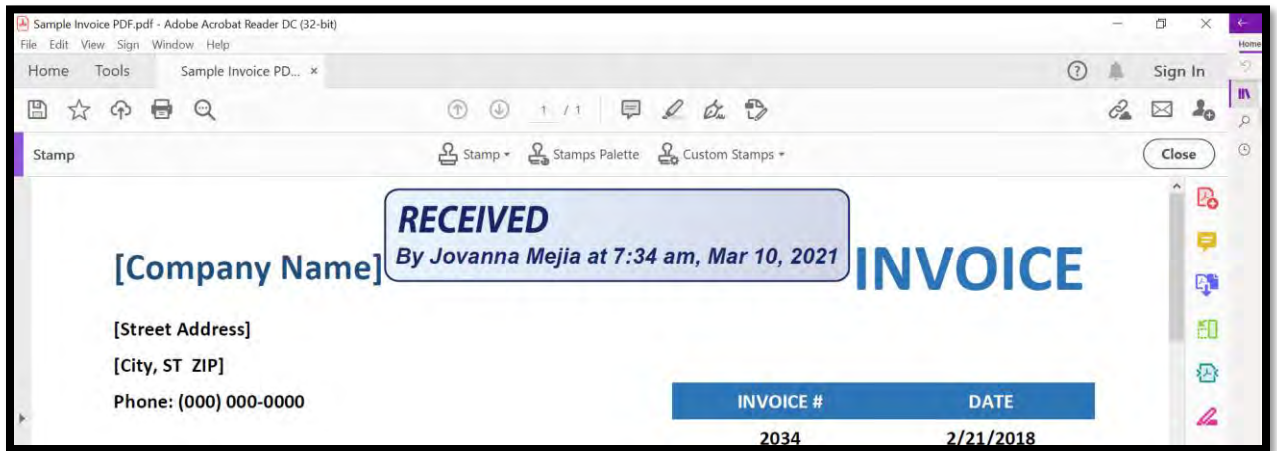 Sample Invoice PDF.pdf - Adobe Acrobat Reader DC (32-bit)
File Edit View Sign Window Help
Home Tools Sample Invoice PD... ×
Sign In
Home
1 / 1
Stamp
Stamp
Stamps Palette
Custom Stamps
Close
RECEIVED
By Jovanna Mejia at 7:34 am, Mar 10, 2021
[Company Name]
INVOICE
[Street Address]
[City, ST ZIP]
Phone: (000) 000-0000
INVOICE # DATE
2034 2/21/2018